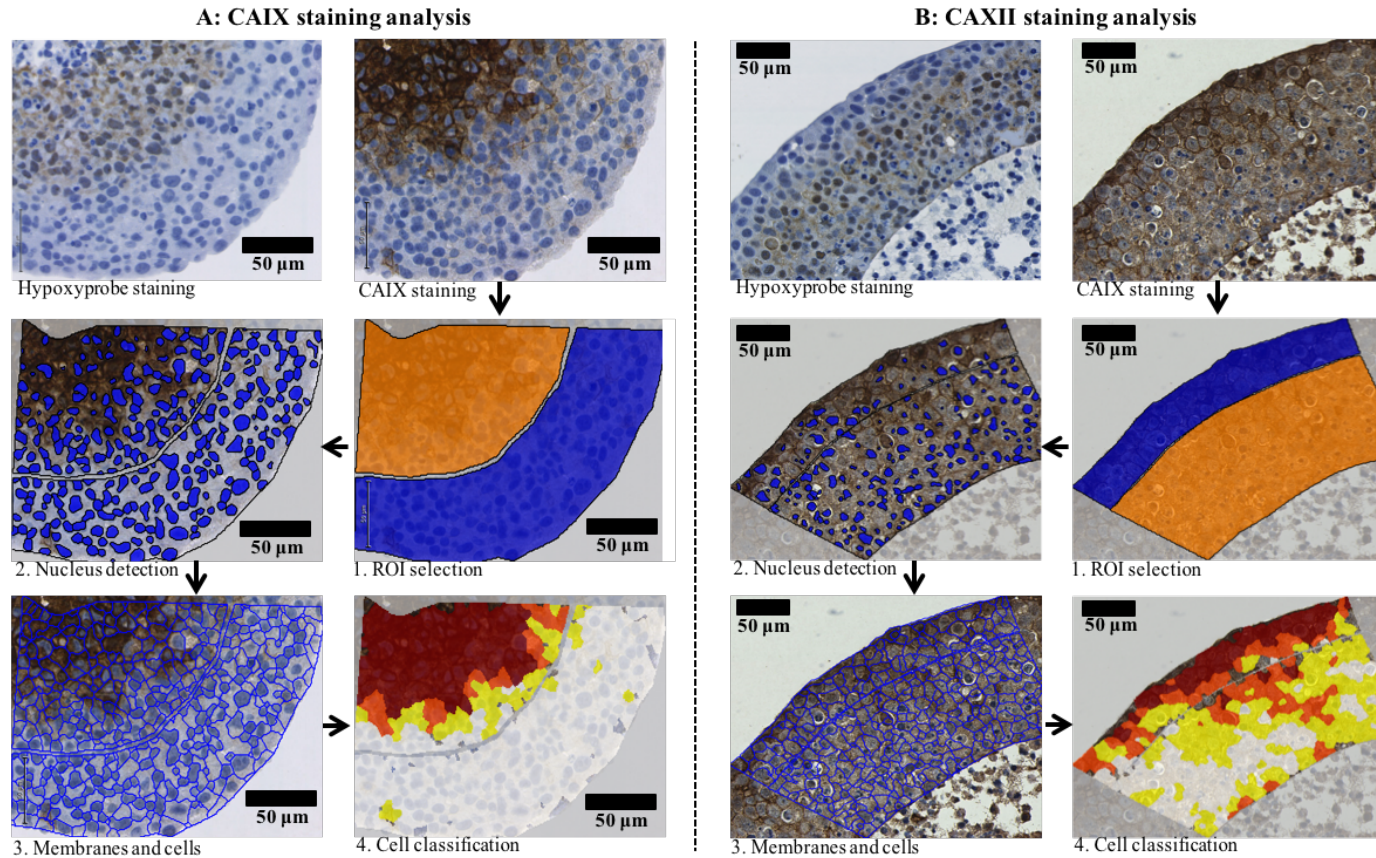 A: CAIX staining analysis
50 µm
50 µm
Hypoxyprobe staining
CAIX staining
50 µm
50 µm
2. Nucleus detection
1. ROI selection
50 µm
50 µm
3. Membranes and cells
4. Cell classification
B: CAXII staining analysis
50 µm
50 µm
Hypoxyprobe staining
CAIX staining
50 µm
50 µm
2. Nucleus detection
1. ROI selection
50 µm
50 µm
3. Membranes and cells
4. Cell classification